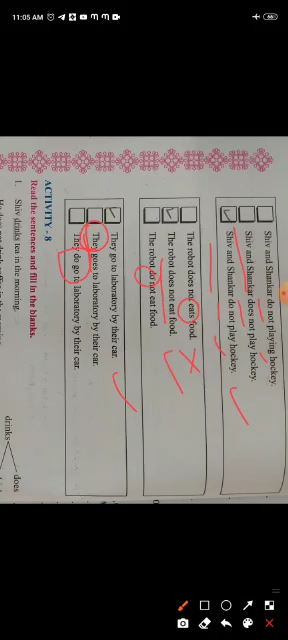 11:05 AM
Shiv and Shankar do not playing hockey.
Shiv and Shankar does not play hockey.
Shiv and Shankar do not play hockey.
The robot does not eats food.
The robot does not eat food.
The robot do not eat food.
They go to laboratory by their car.
They goes to laboratory by their car.
They do go to laboratory by their car.
ACTIVITY - 8
Read the sentences and fill in the blanks.
1. Shiv drinks tea in the morning.
drinks
does